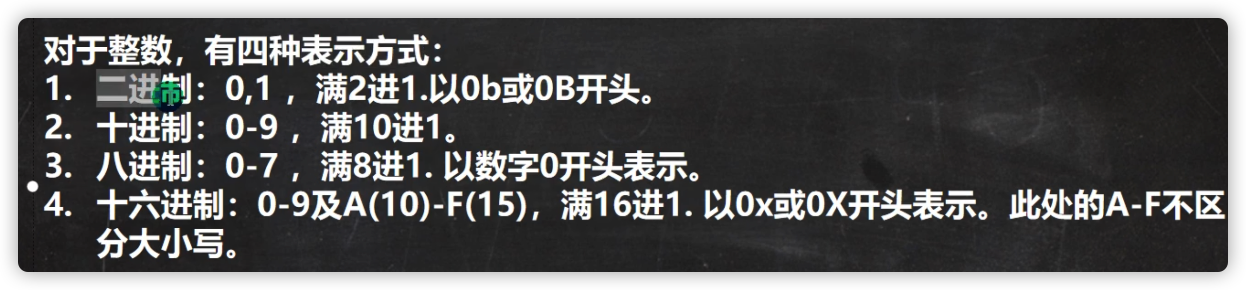 对于整数，有四种表示方式：
1. 二进制：0,1 ，满2进1.以0b或0B开头。
2. 十进制：0-9 ，满10进1。
3. 八进制：0-7 ，满8进1. 以数字0开头表示。
4. 十六进制：0-9及A(10)-F(15)，满16进1. 以0x或0X开头表示。此处的A-F不区
分大小写。